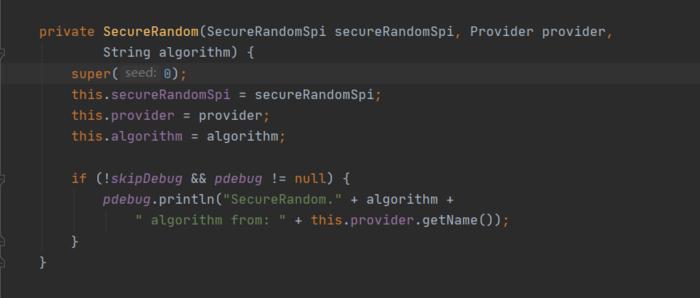 private SecureRandom(SecureRandomSpi secureRandomSpi, Provider provider,
String algorithm) {
super( seed: 0);
this.secureRandomSpi = secureRandomSpi;
this.provider = provider;
this.algorithm = algorithm;
if (!skipDebug && pdebug != null) {
pdebug.println("SecureRandom." + algorithm +
" algorithm from: " + this.provider.getName());
}
}